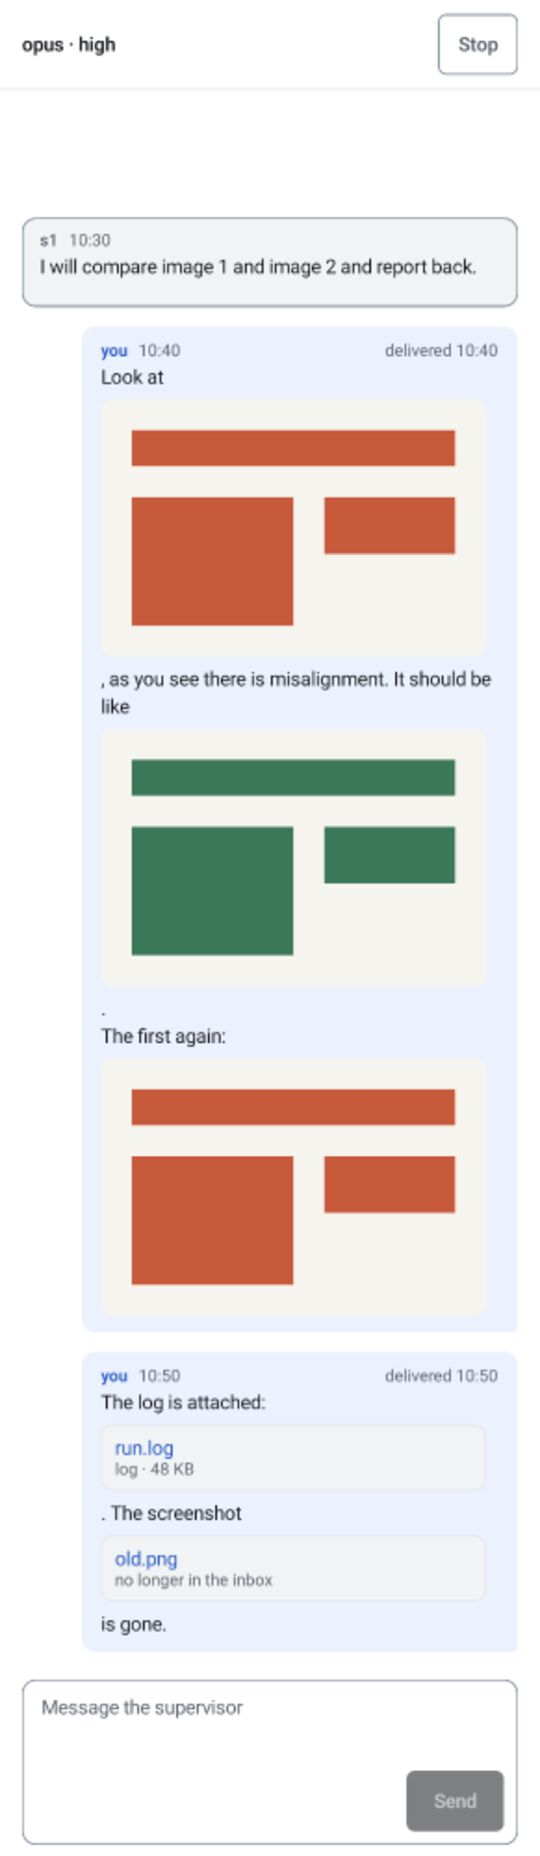 opus · high
Stop
s1 10:30
I will compare image 1 and image 2 and report back.
you 10:40 delivered 10:40
Look at
, as you see there is misalignment. It should be
like
.
The first again:
you 10:50 delivered 10:50
The log is attached:
run.log
log · 48 KB
. The screenshot
old.png
no longer in the inbox
is gone.
Message the supervisor
Send